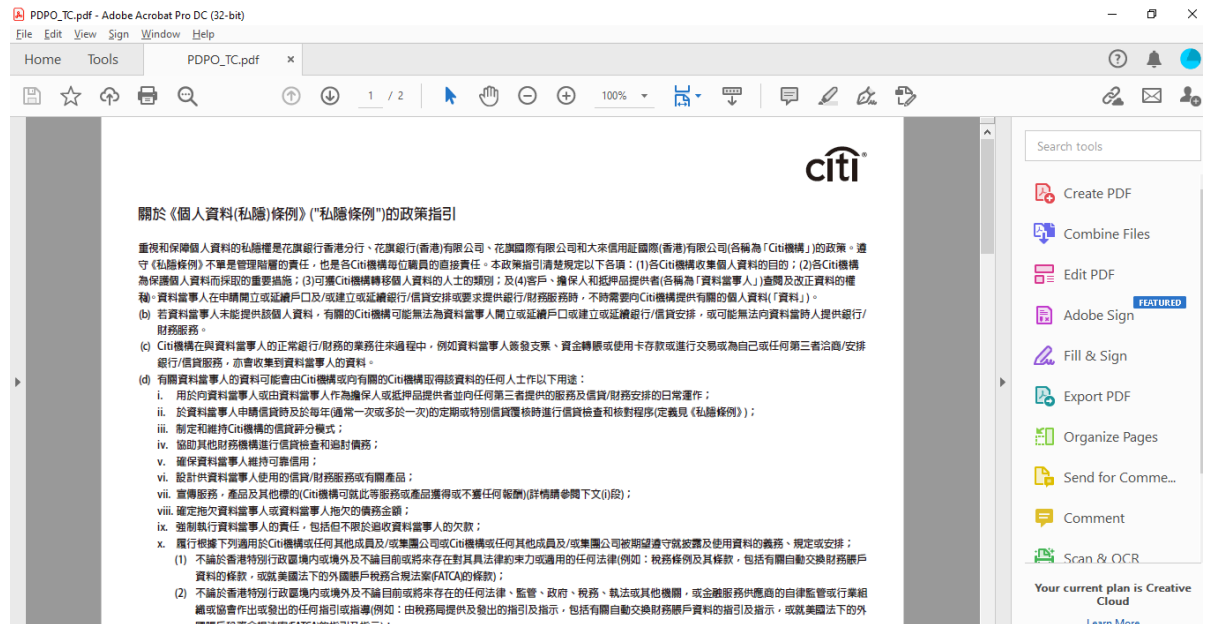 PDPO_TC.pdf - Adobe Acrobat Pro DC (32-bit)
File Edit View Sign Window Help
Home Tools PDPO_TC.pdf ×
1 / 2 100%
citi®
關於《個人資料(私隱)條例》("私隱條例")的政策指引
重視和保障個人資料的私隱權是花旗銀行香港分行、花旗銀行(香港)有限公司、花旗國際有限公司和大來信用証國際(香港)有限公司(各稱為「Citi機構」)的政策。遵
守《私隱條例》不單是管理階層的責任，也是各Citi機構每位職員的直接責任。本政策指引清楚規定以下各項：(1)各Citi機構收集個人資料的目的；(2)各Citi機構
為保護個人資料而採取的重要措施；(3)可獲Citi機構轉移個人資料的人士的類別；及(4)客戶、擔保人和抵押品提供者(各稱為「資料當事人」)查閱及改正資料的權
資料當事人在申請開立或延續戶口及/或建立或延續銀行/信貸安排或要求提供銀行/財務服務時，不時需要向Citi機構提供有關的個人資料(「資料」)。
(b) 若資料當事人未能提供該個人資料，有關的Citi機構可能無法為資料當事人開立或延續戶口或建立或延續銀行/信貸安排，或可能無法向資料當時人提供銀行/
財務服務。
(c) Citi機構在與資料當事人的正常銀行/財務的業務往來過程中，例如資料當事人簽發支票、資金轉賬或使用卡存款或進行交易或為自己或任何第三者洽商/安排
銀行/信貸服務，亦會收集到資料當事人的資料。
(d) 有關資料當事人的資料可能會由Citi機構或向有關的Citi機構取得該資料的任何人士作以下用途：
i. 用於向資料當事人或由資料當事人作為擔保人或抵押品提供者並向任何第三者提供的服務及信貸/財務安排的日常運作；
ii. 於資料當事人申請信貸時及於每年(通常一次或多於一次)的定期或特別信貸覆核時進行信貸檢查和核對程序(定義見《私隱條例》)；
iii. 制定和維持Citi機構的信貸評分模式；
iv. 協助其他財務機構進行信貸檢查和追討債務；
v. 確保資料當事人維持可靠信用；
vi. 設計供資料當事人使用的信貸/財務服務或有關產品；
vii. 宣傳服務，產品及其他標的(Citi機構可就此等服務或產品獲得或不獲任何報酬)(詳情請參閱下文(i)段)；
viii. 確定拖欠資料當事人或資料當事人拖欠的債務金額；
ix. 強制執行資料當事人的責任，包括但不限於追收資料當事人的欠款；
x. 履行根據下列適用於Citi機構或任何其他成員及/或集團公司或Citi機構或任何其他成員及/或集團公司被期望遵守就披露及使用資料的義務、規定或安排；
(1) 不論於香港特別行政區境內或境外及不論目前或將來存在對其具法律約束力或適用的任何法律(例如：稅務條例及其條款，包括有關自動交換財務賬戶
資料的條款，或就美國法下的外國賬戶稅務合規法案(FATCA)的條款)；
(2) 不論於香港特別行政區境內或境外及不論目前或將來存在的任何法律、監管、政府、稅務、執法或其他機關，或金融服務供應商的自律監管或行業組
織或協會作出或發出的任何指引或指導(例如：由稅務局提供及發出的指引及指示，包括有關自動交換財務賬戶資料的指引及指示，或就美國法下的外
Search tools
Create PDF
Combine Files
Edit PDF
FEATURED
Adobe Sign
Fill & Sign
Export PDF
Organize Pages
Send for Comme...
Comment
Scan & OCR
Your current plan is Creative
Cloud
Learn More